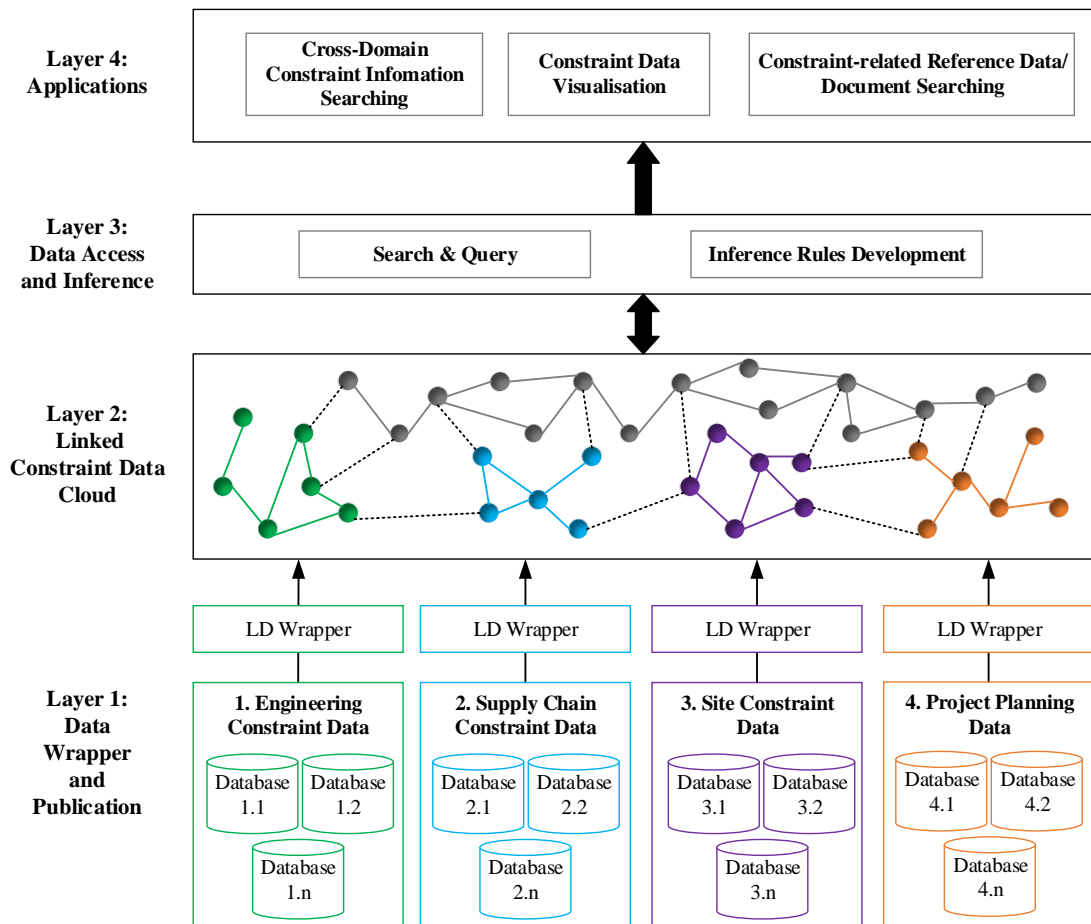 Layer 4:
Applications
Cross-Domain
Constraint Infomation
Searching
Constraint Data
Visualisation
Constraint-related Reference Data/
Document Searching
Layer 3:
Data Access
and Inference
Search & Query
Inference Rules Development
Layer 2:
Linked
Constraint Data
Cloud
LD Wrapper
LD Wrapper
LD Wrapper
LD Wrapper
Layer 1:
Data
Wrapper
and
Publication
1. Engineering
Constraint Data
Database
1.1
Database
1.2
Database
1.n
2. Supply Chain
Constraint Data
Database
2.1
Database
2.2
Database
2.n
3. Site Constraint
Data
Database
3.1
Database
3.2
Database
3.n
4. Project Planning
Data
Database
4.1
Database
4.2
Database
4.n